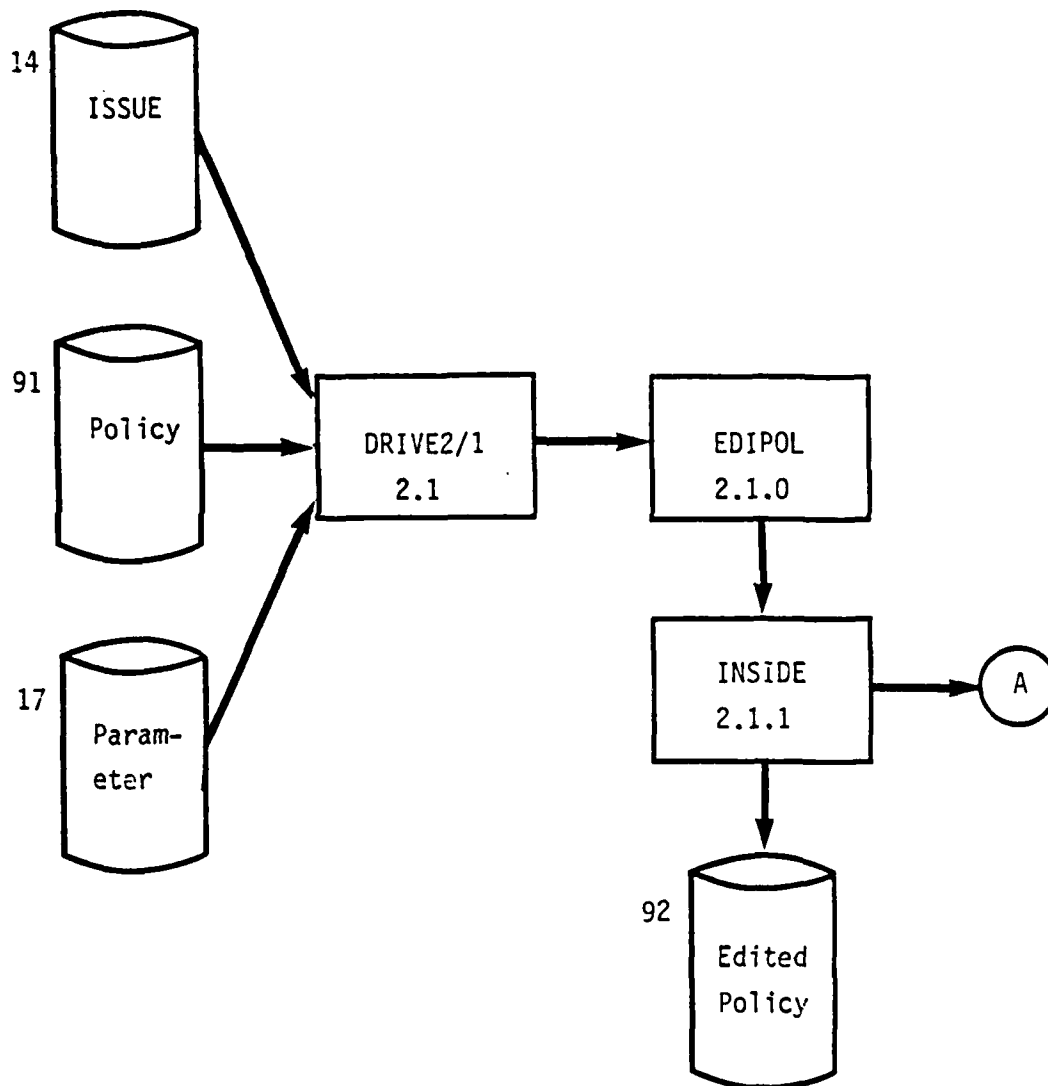 14
ISSUE
91
Policy
DRIVE2/1
2.1
EDIPOL
2.1.0
17
Param-
eter
INSIDE
2.1.1
A
92
Edited
Policy